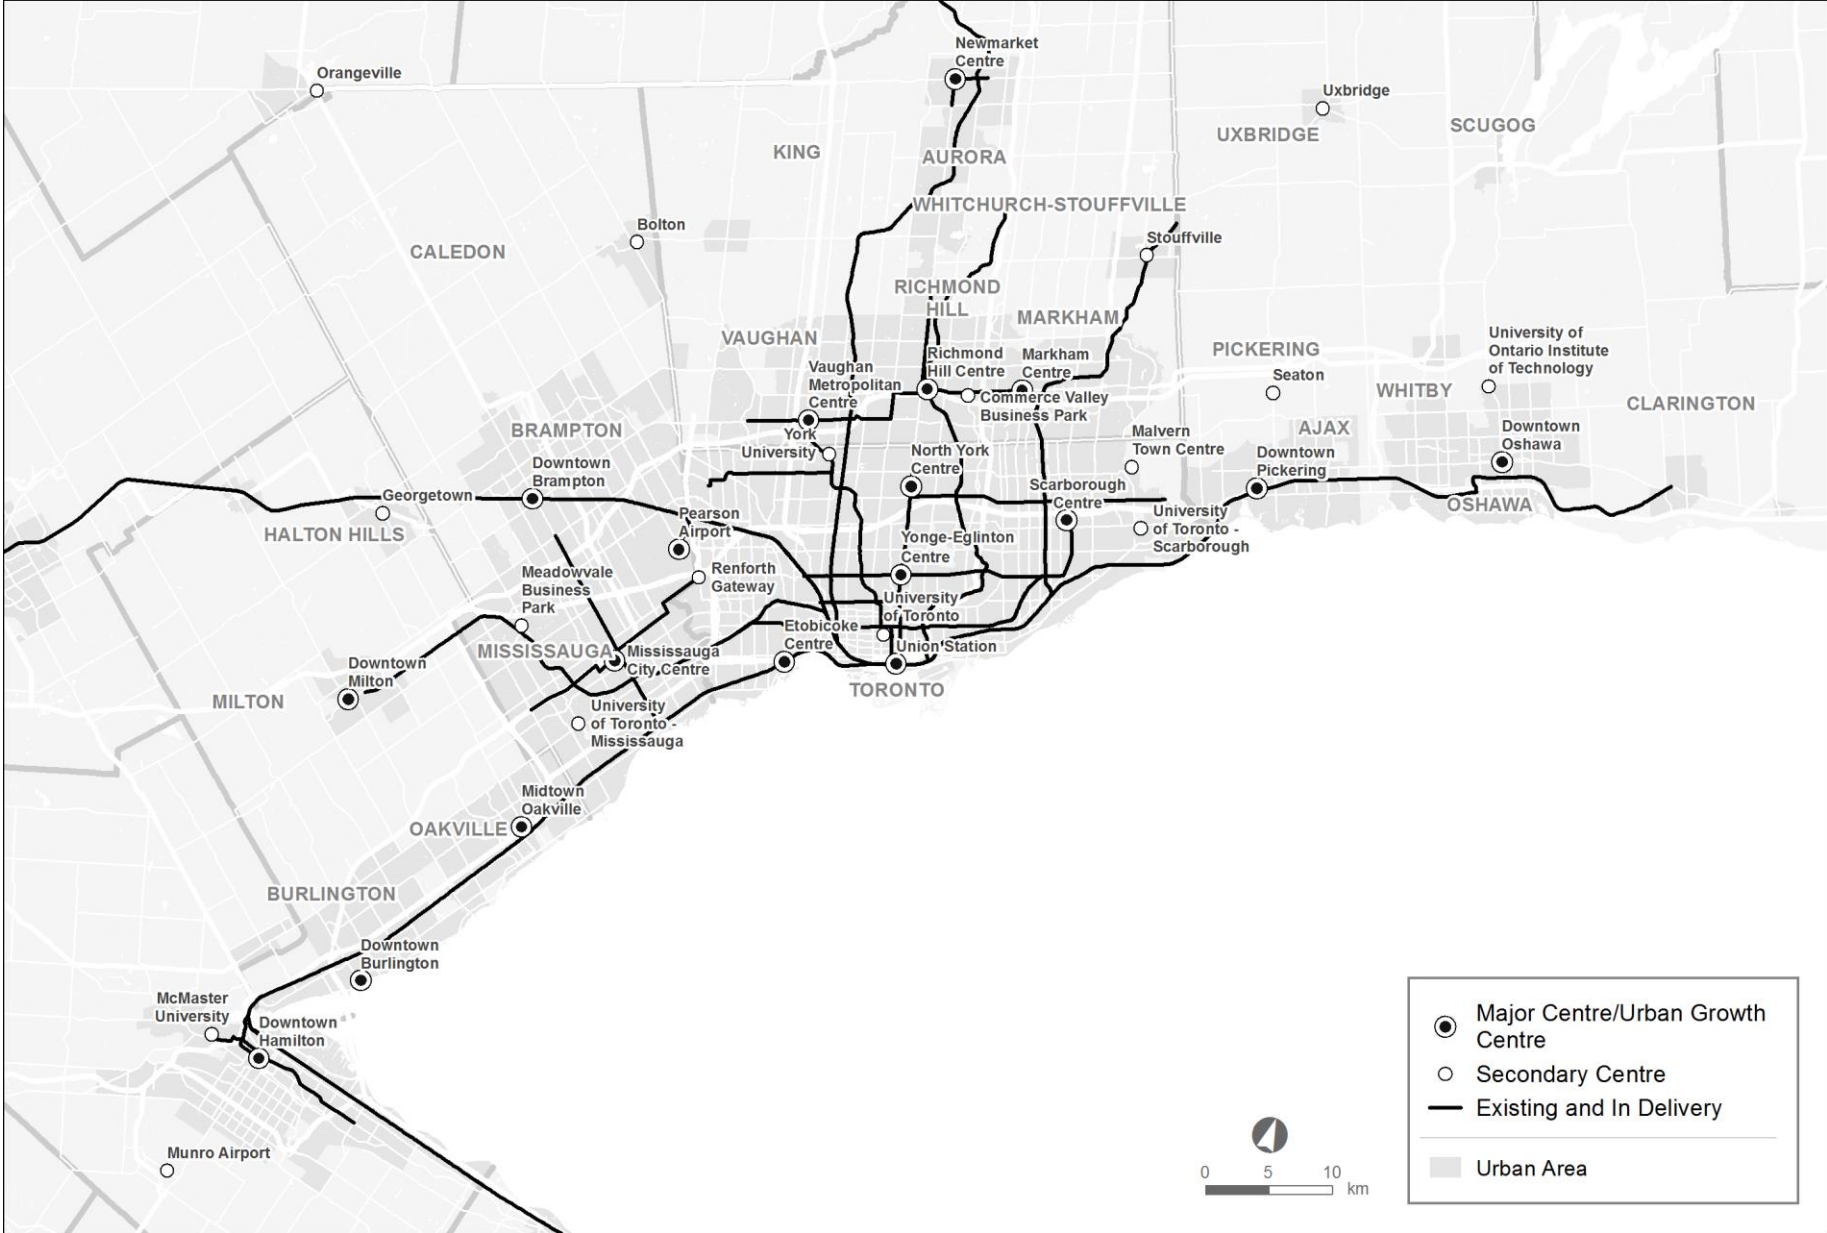 Newmarket
Centre
Orangeville
Uxbridge
SCUGOG
UXBRIDGE
KING
AURORA
WHITCHURCH-STOUFFVILLE
Bolton
Stouffville
CALEDON
RICHMOND
HILL
MARKHAM
VAUGHAN
University of
Ontario Institute
of Technology
PICKERING
Richmond
Hill Centre
Markham
Centre
Vaughan
Metropolitan
Centre
Seaton
WHITBY
Commerce Valley
Business Park
CLARINGTON
BRAMPTON
York
University
Malvern
Town Centre
AJAX
Downtown
Oshawa
North York
Centre
Downtown
Pickering
Downtown
Brampton
Georgetown
Scarborough
Centre
OSHAWA
Pearson
Airport
University
of Toronto -
Scarborough
HALTON HILLS
Yonge-Eglinton
Centre
Meadowvale
Business
Park
Renforth
Gateway
University
of Toronto
Etobicoke
Centre
Union Station
MISSISSAUGA
Mississauga
City Centre
Downtown
Milton
TORONTO
MILTON
University
of Toronto -
Mississauga
Midtown
Oakville
OAKVILLE
BURLINGTON
Downtown
Burlington
McMaster
University
Downtown
Hamilton
Munro Airport
Major Centre/Urban Growth
Centre
Secondary Centre
Existing and In Delivery
Urban Area
0 5 10
km